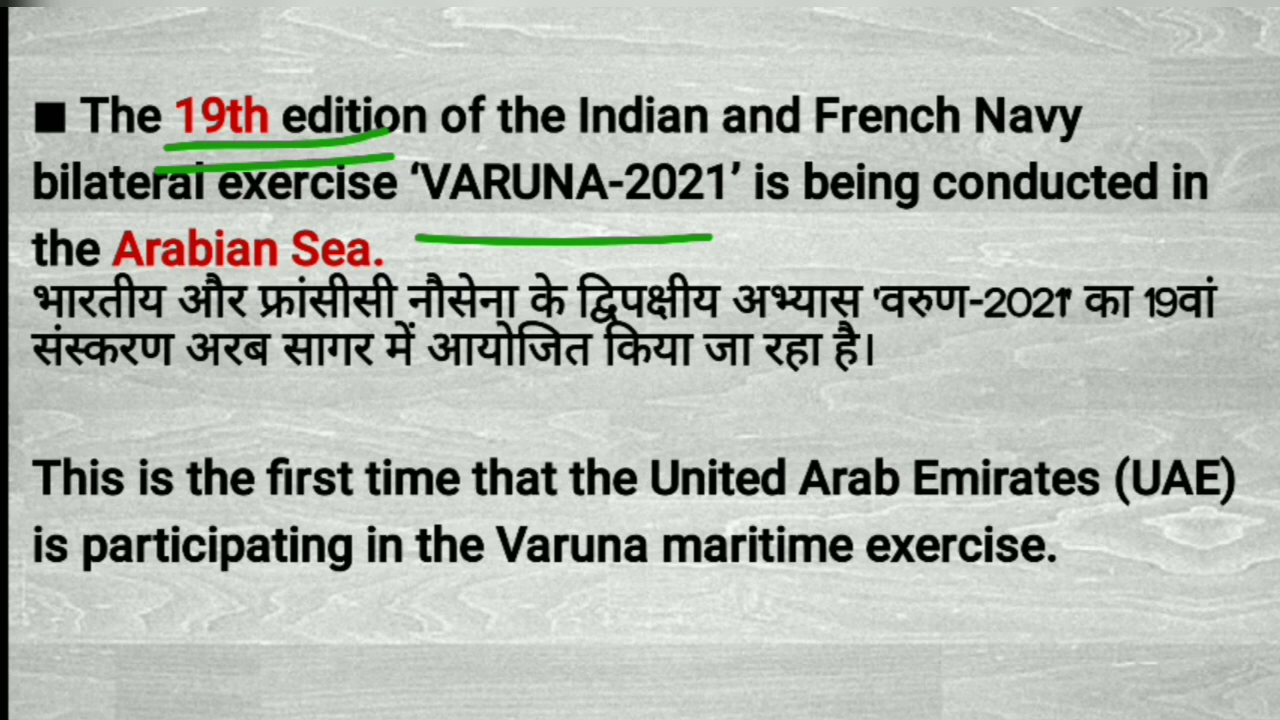 ■ The 19th edition of the Indian and French Navy
bilateral exercise ‘VARUNA-2021’ is being conducted in
the Arabian Sea.
भारतीय और फ्रांसीसी नौसेना के द्विपक्षीय अभ्यास 'वरुण-2021' का 19वां
संस्करण अरब सागर में आयोजित किया जा रहा है।
This is the first time that the United Arab Emirates (UAE)
is participating in the Varuna maritime exercise.